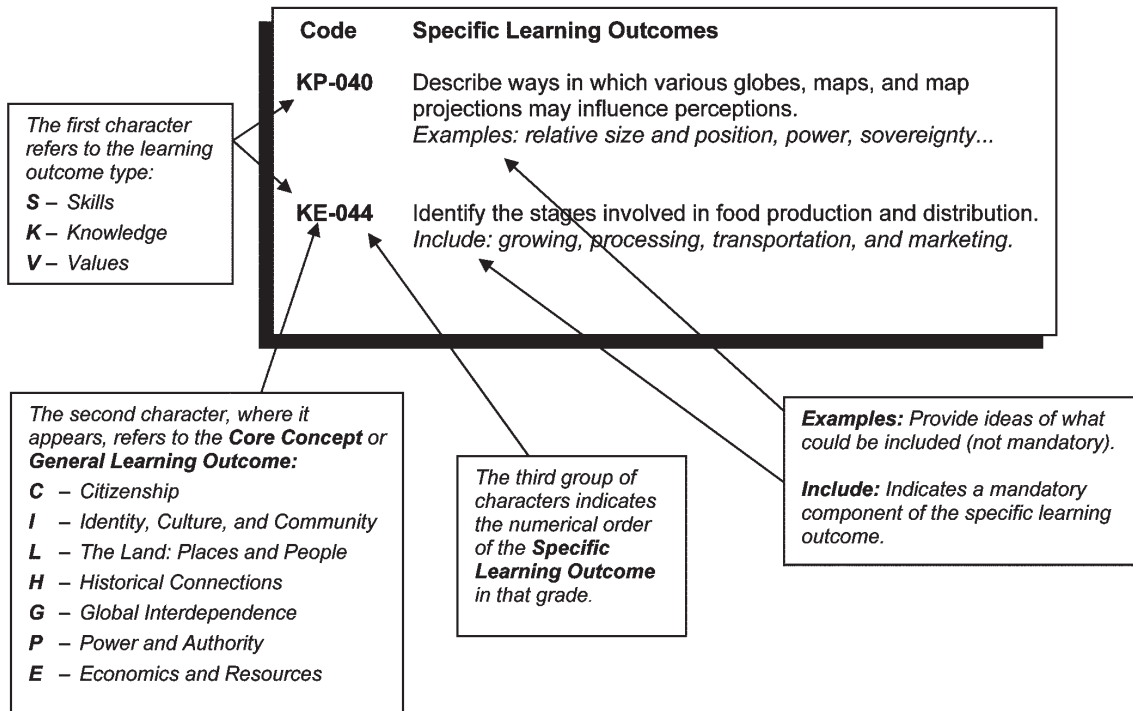 Code Specific Learning Outcomes
KP-040 Describe ways in which various globes, maps, and map
projections may influence perceptions.
Examples: relative size and position, power, sovereignty...
KE-044 Identify the stages involved in food production and distribution.
Include: growing, processing, transportation, and marketing.
The first character
refers to the learning
outcome type:
S – Skills
K – Knowledge
V – Values
The second character, where it
appears, refers to the Core Concept or
General Learning Outcome:
C – Citizenship
I – Identity, Culture, and Community
L – The Land: Places and People
H – Historical Connections
G – Global Interdependence
P – Power and Authority
E – Economics and Resources
The third group of
characters indicates
the numerical order
of the Specific
Learning Outcome
in that grade.
Examples: Provide ideas of what
could be included (not mandatory).
Include: Indicates a mandatory
component of the specific learning
outcome.